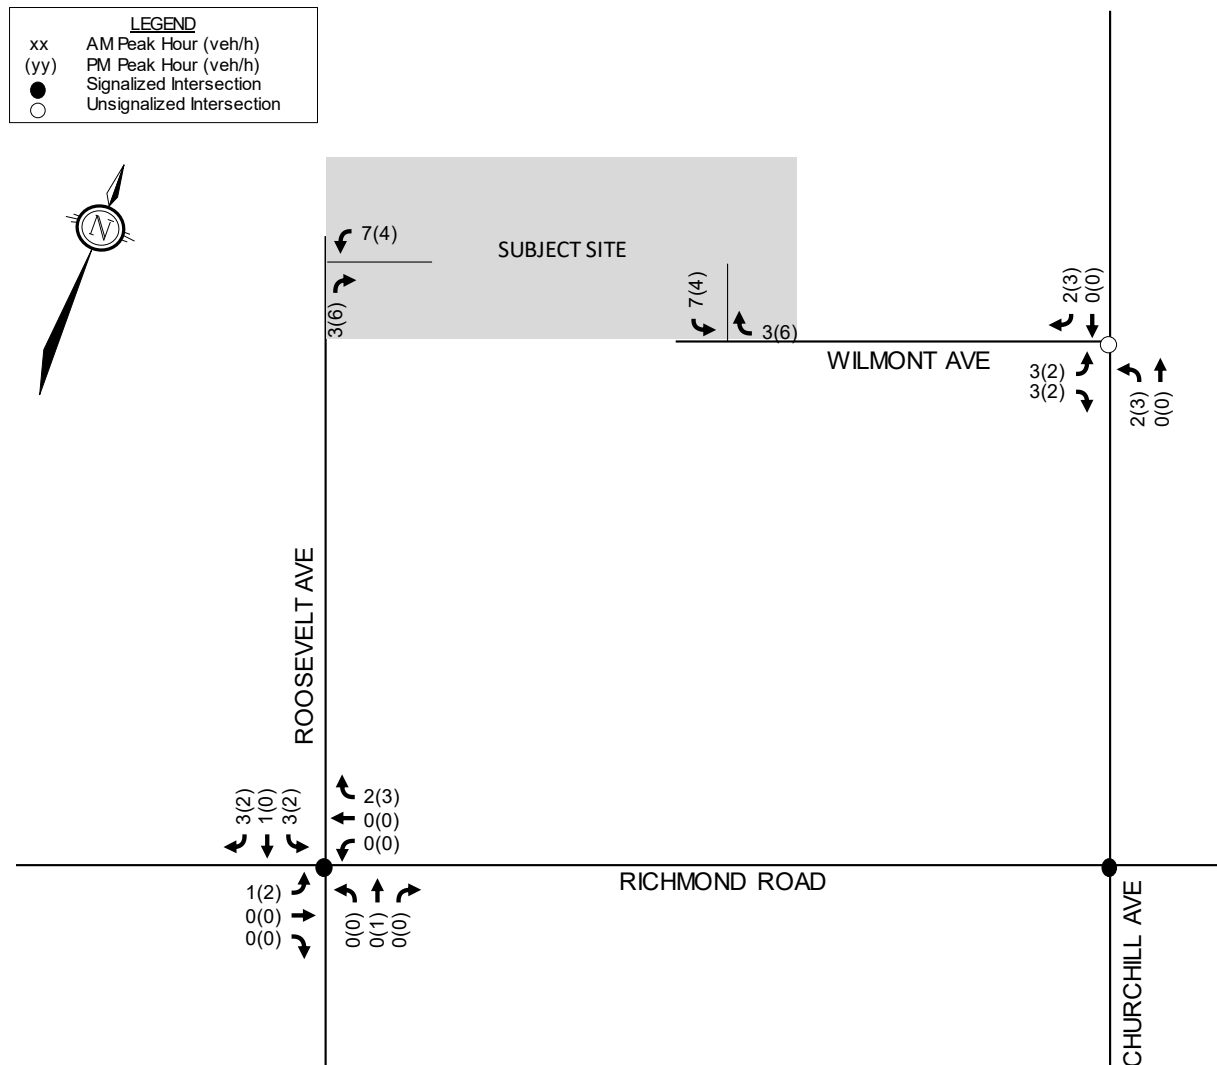 LEGEND
xx AM Peak Hour (veh/h)
(yy) PM Peak Hour (veh/h)
Signalized Intersection
Unsignalized Intersection
N
7(4)
SUBJECT SITE
3(6)
7(4)
3(6)
WILMONT AVE
2(3)
0(0)
3(2)
3(2)
2(3)
0(0)
ROOSEVELT AVE
3(2)
1(0)
3(2)
2(3)
0(0)
0(0)
RICHMOND ROAD
1(2)
0(0)
0(0)
0(0)
0(1)
0(0)
CHURCHILL AVE